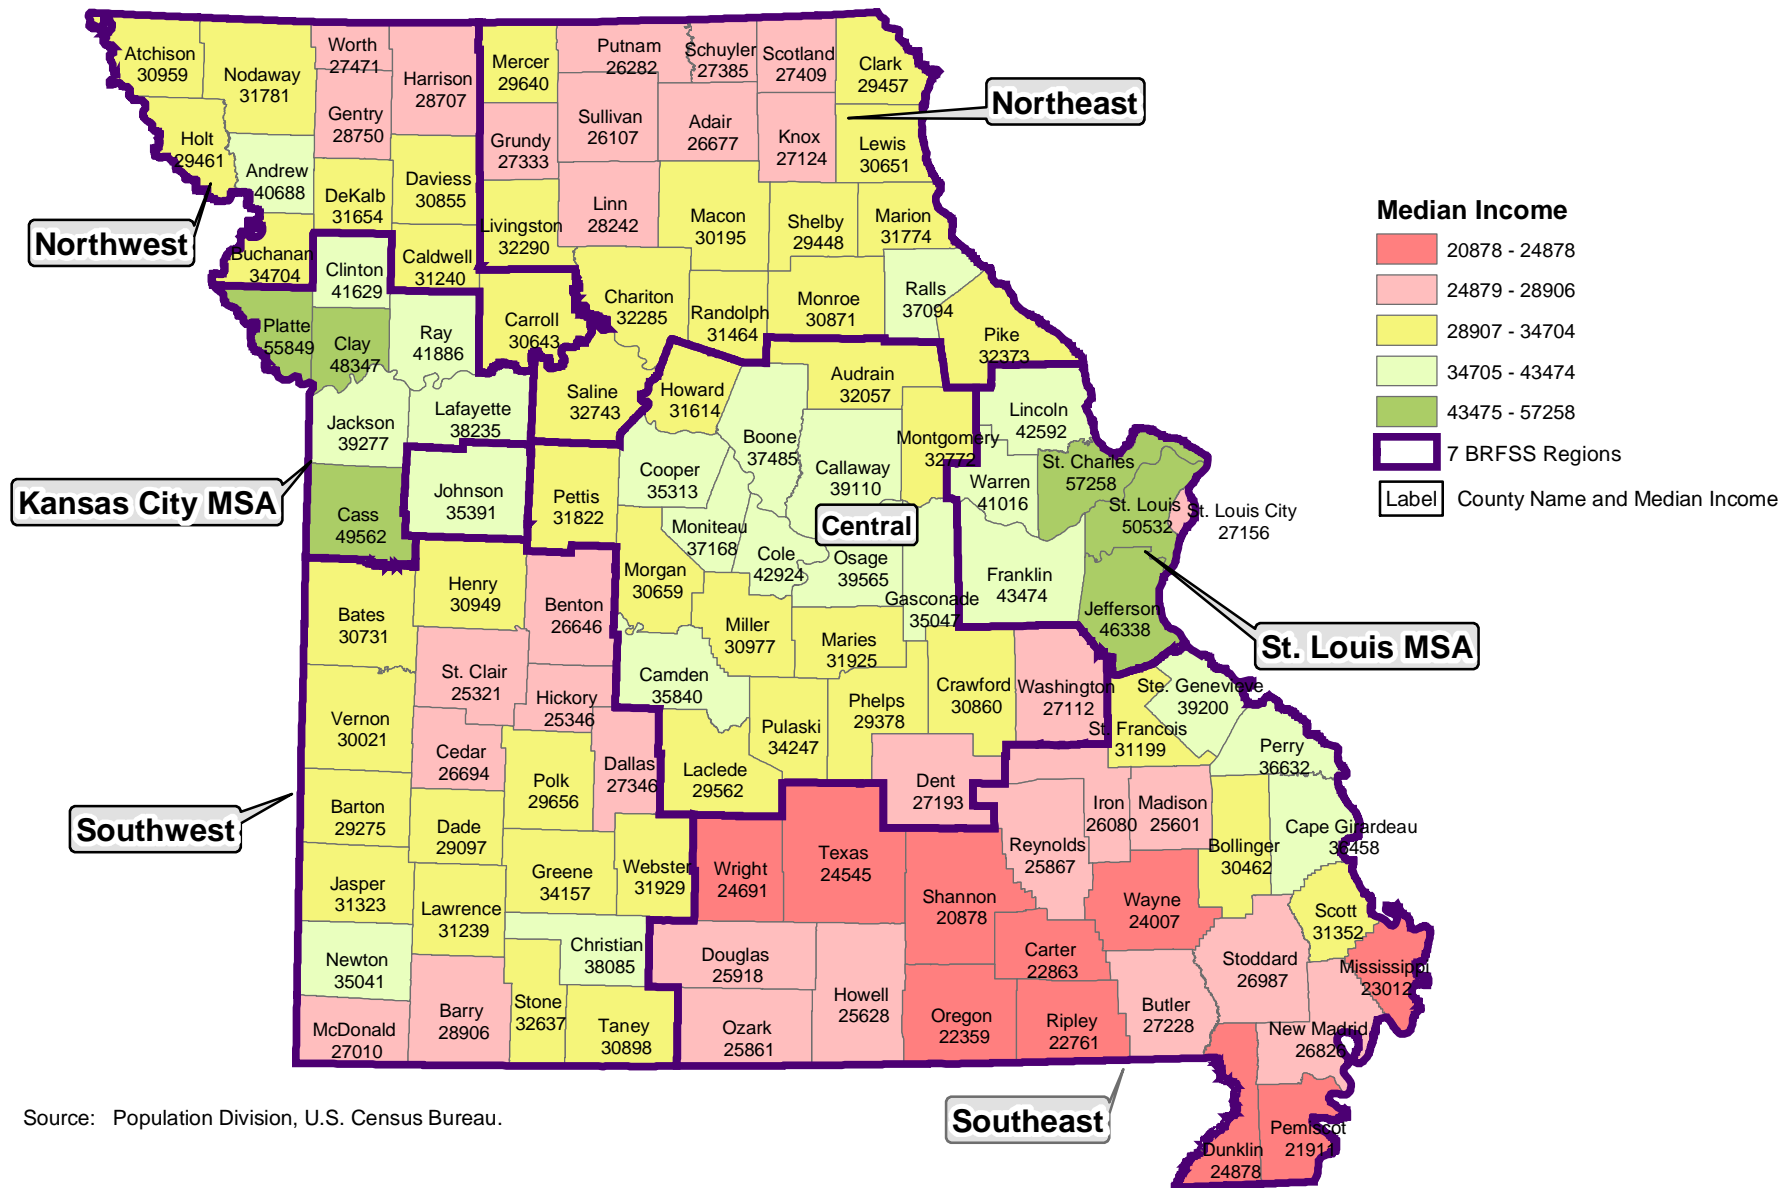 Atchison
30959
Nodaway
31781
Worth
27471
Harrison
28707
Mercer
29640
Putnam
26282
Schuyler
27385
Scotland
27409
Clark
29457
Gentry
28750
Holt
29461
Andrew
40688
DeKalb
31654
Daviess
30855
Grundy
27333
Sullivan
26107
Adair
26677
Knox
27124
Lewis
30651
Northeast
Northwest
Buchanan
34704
Clinton
41629
Caldwell
31240
Livingston
32290
Linn
28242
Macon
30195
Shelby
29448
Marion
31774
Platte
55849
Clay
48347
Ray
41886
Carroll
30643
Chariton
32285
Randolph
31464
Monroe
30871
Ralls
37094
Pike
32373
Jackson
39277
Lafayette
38235
Saline
32743
Howard
31614
Boone
37485
Audrain
32057
Callaway
39110
Montgomery
32772
Lincoln
42592
Warren
41016
St. Charles
57258
St. Louis
50532
St. Louis City
27156
Kansas City MSA
Cass
49562
Johnson
35391
Pettis
31822
Cooper
35313
Moniteau
37168
Central
Cole
42924
Osage
39565
Gasconade
35047
Franklin
43474
Jefferson
46338
St. Louis MSA
Bates
30731
Henry
30949
Benton
26646
Morgan
30659
Miller
30977
Maries
31925
Camden
35840
St. Clair
25321
Hickory
25346
Vernon
30021
Cedar
26694
Polk
29656
Dallas
27346
Laclede
29562
Pulaski
34247
Phelps
29378
Crawford
30860
Washington
27112
Dent
27193
Ste. Genevieve
39200
St. Francois
31199
Perry
36632
Southwest
Barton
29275
Dade
29097
Greene
34157
Webster
31929
Wright
24691
Texas
24545
Shannon
20878
Reynolds
25867
Iron
26080
Madison
25601
Bollinger
30462
Cape Girardeau
36458
Jasper
31323
Lawrence
31239
Wayne
24007
Scott
31352
Newton
35041
Christian
38085
Douglas
25918
Howell
25628
Carter
22863
Stoddard
26987
Mississippi
23012
McDonald
27010
Barry
28906
Stone
32637
Taney
30898
Ozark
25861
Oregon
22359
Ripley
22761
Butler
27228
New Madrid
26826
Southeast
Dunklin
24878
Pemiscot
21911
Median Income
20878 - 24878
24879 - 28906
28907 - 34704
34705 - 43474
43475 - 57258
7 BRFSS Regions
Label County Name and Median Income
Source: Population Division, U.S. Census Bureau.